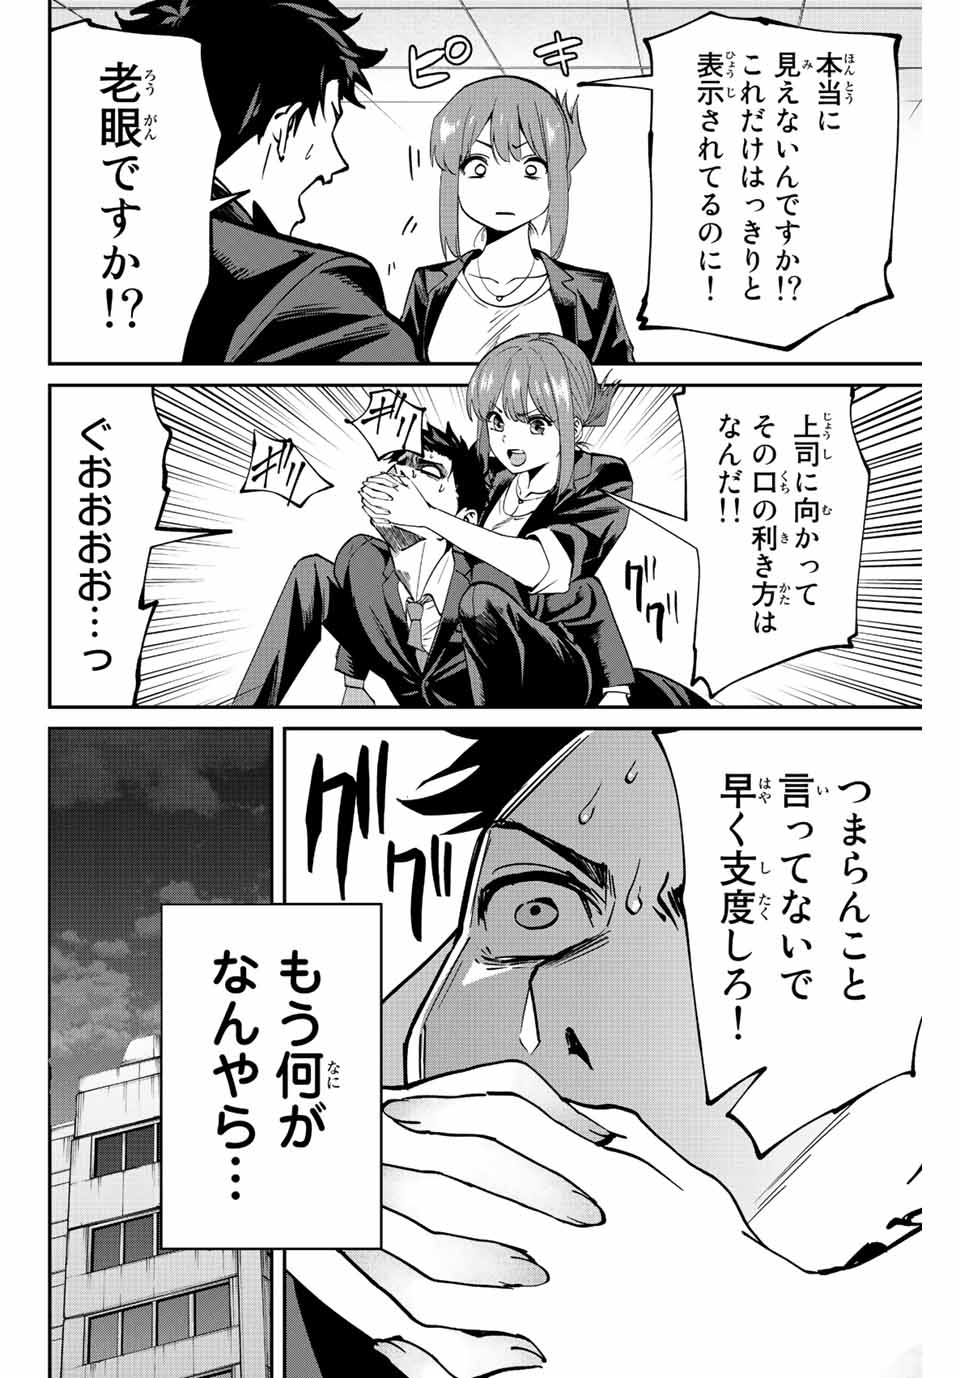 本当に
見えないんですか!?
これだけはっきりと
表示されてるのに!
ピキ
老眼ですか!?
上司に向かって
その口の利き方は
なんだ!!
ギリ
ギリ
ググ
ぐおおおお…っ
つまらんこと
言ってないで
早く支度しろ!
ググ
もう何が
なんやら…